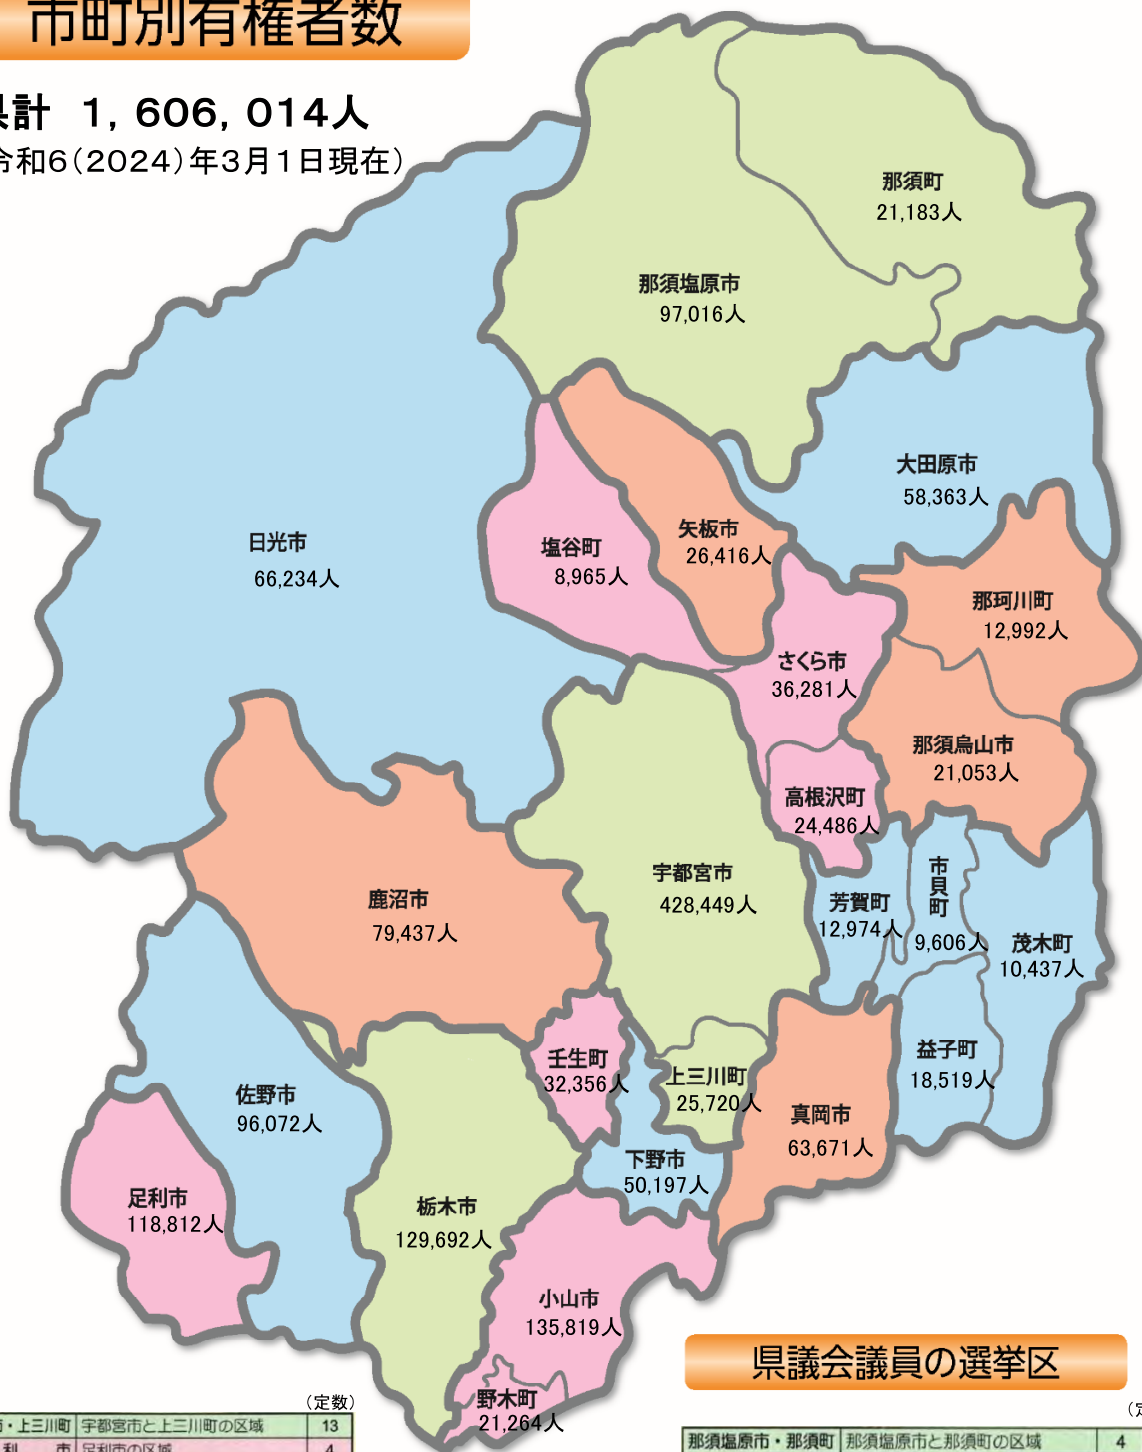 市町別有権者数
県計 1，606，014人
令和6(2024)年3月1日現在)
那須町
21,183人
那須塩原市
97,016人
大田原市
58,363人
矢板市
26,416人
塩谷町
8,965人
日光市
66,234人
那珂川町
12,992人
さくら市
36,281人
那須烏山市
21,053人
高根沢町
24,486人
宇都宮市
428,449人
鹿沼市
79,437人
芳賀町
12,974人
市貝町
9,606人
茂木町
10,437人
益子町
18,519人
壬生町
32,356人
上三川町
25,720人
真岡市
63,671人
佐野市
96,072人
下野市
50,197人
足利市
118,812人
栃木市
129,692人
小山市
135,819人
野木町
21,264人
県議会議員の選挙区
(定数)
市・上三川町 宇都宮市と上三川町の区域 13
利 市 足利市の区域 4
(定
那須塩原市・那須町 那須塩原市と那須町の区域 4